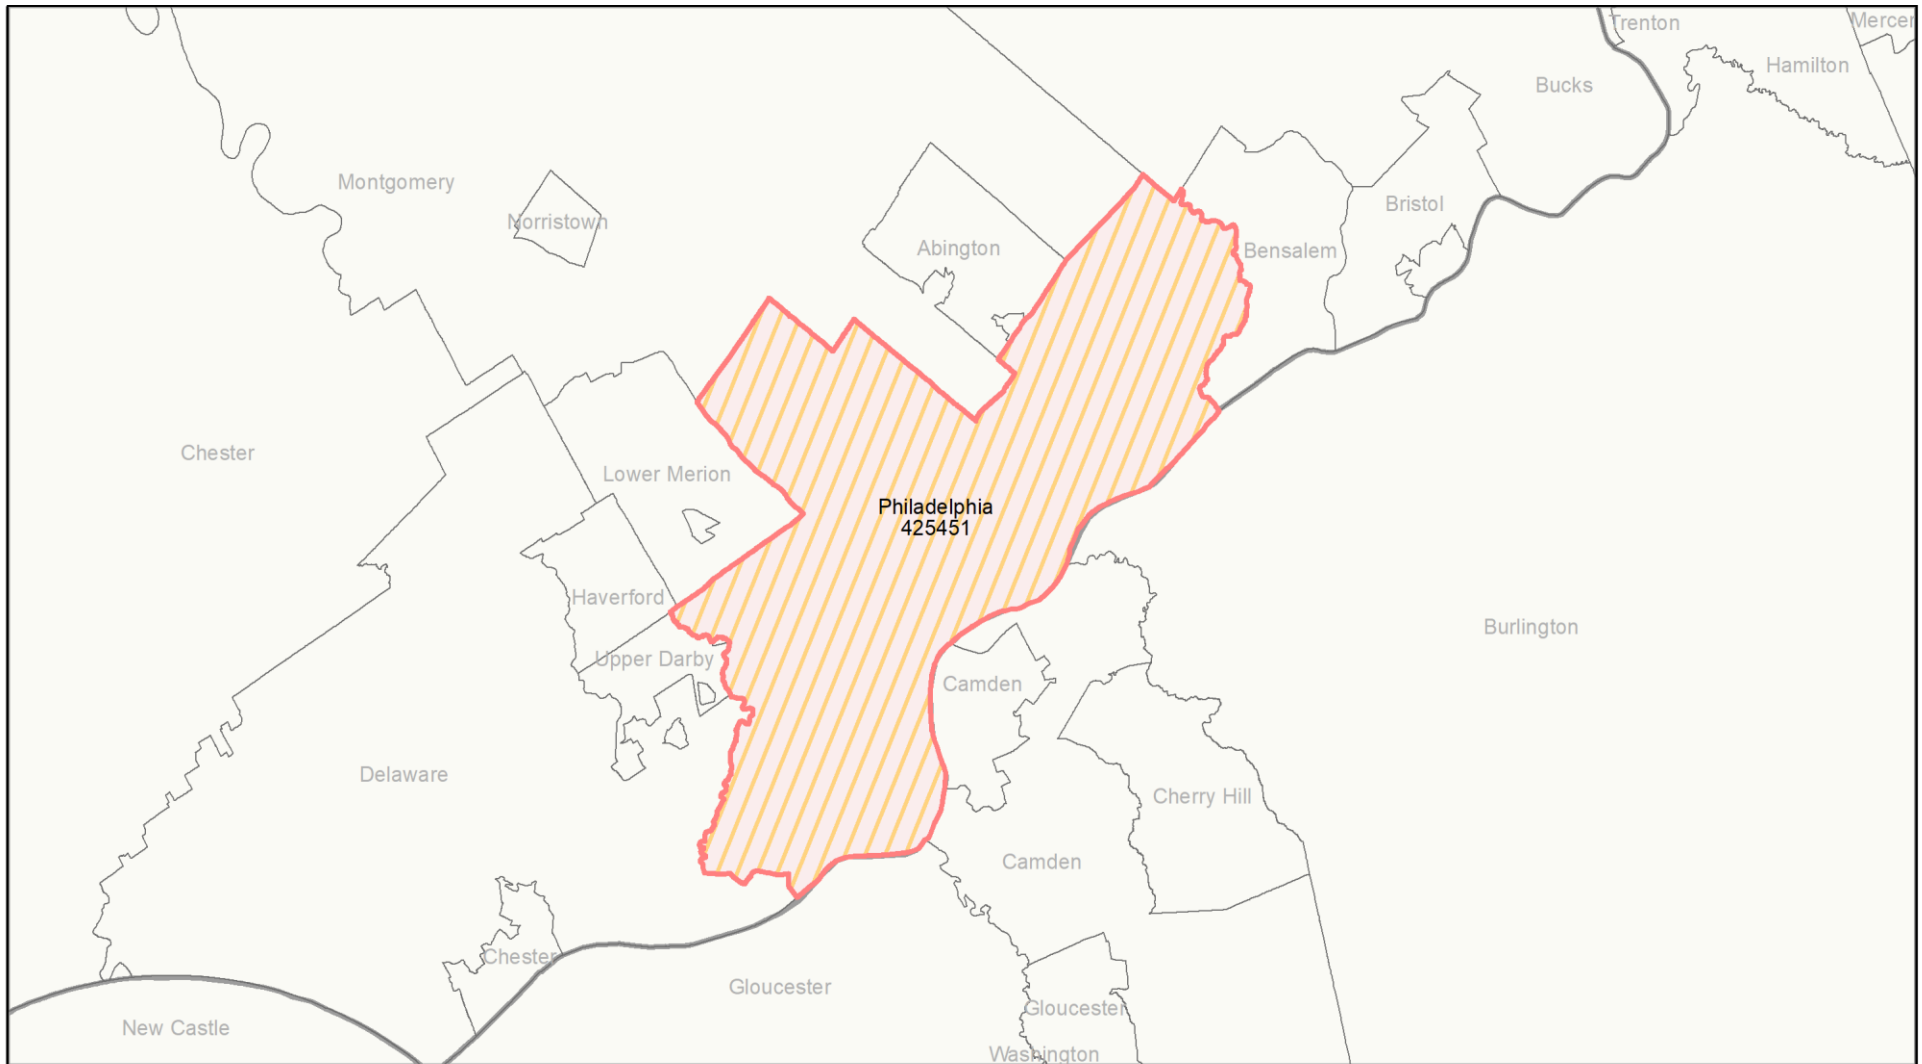 Trenton
Mercer
Hamilton
Bucks
Montgomery
Norristown
Bristol
Abington
Bensalem
Chester
Lower Merion
Philadelphia
425451
Haverford
Burlington
Upper Darby
Camden
Delaware
Cherry Hill
Camden
Chester
Gloucester
Gloucester
New Castle
Washington